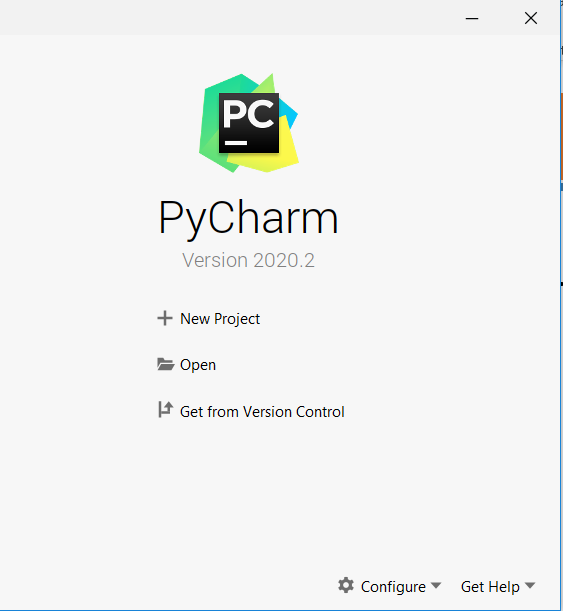 PC
PyCharm
Version 2020.2
New Project
Open
Get from Version Control
Configure
Get Help